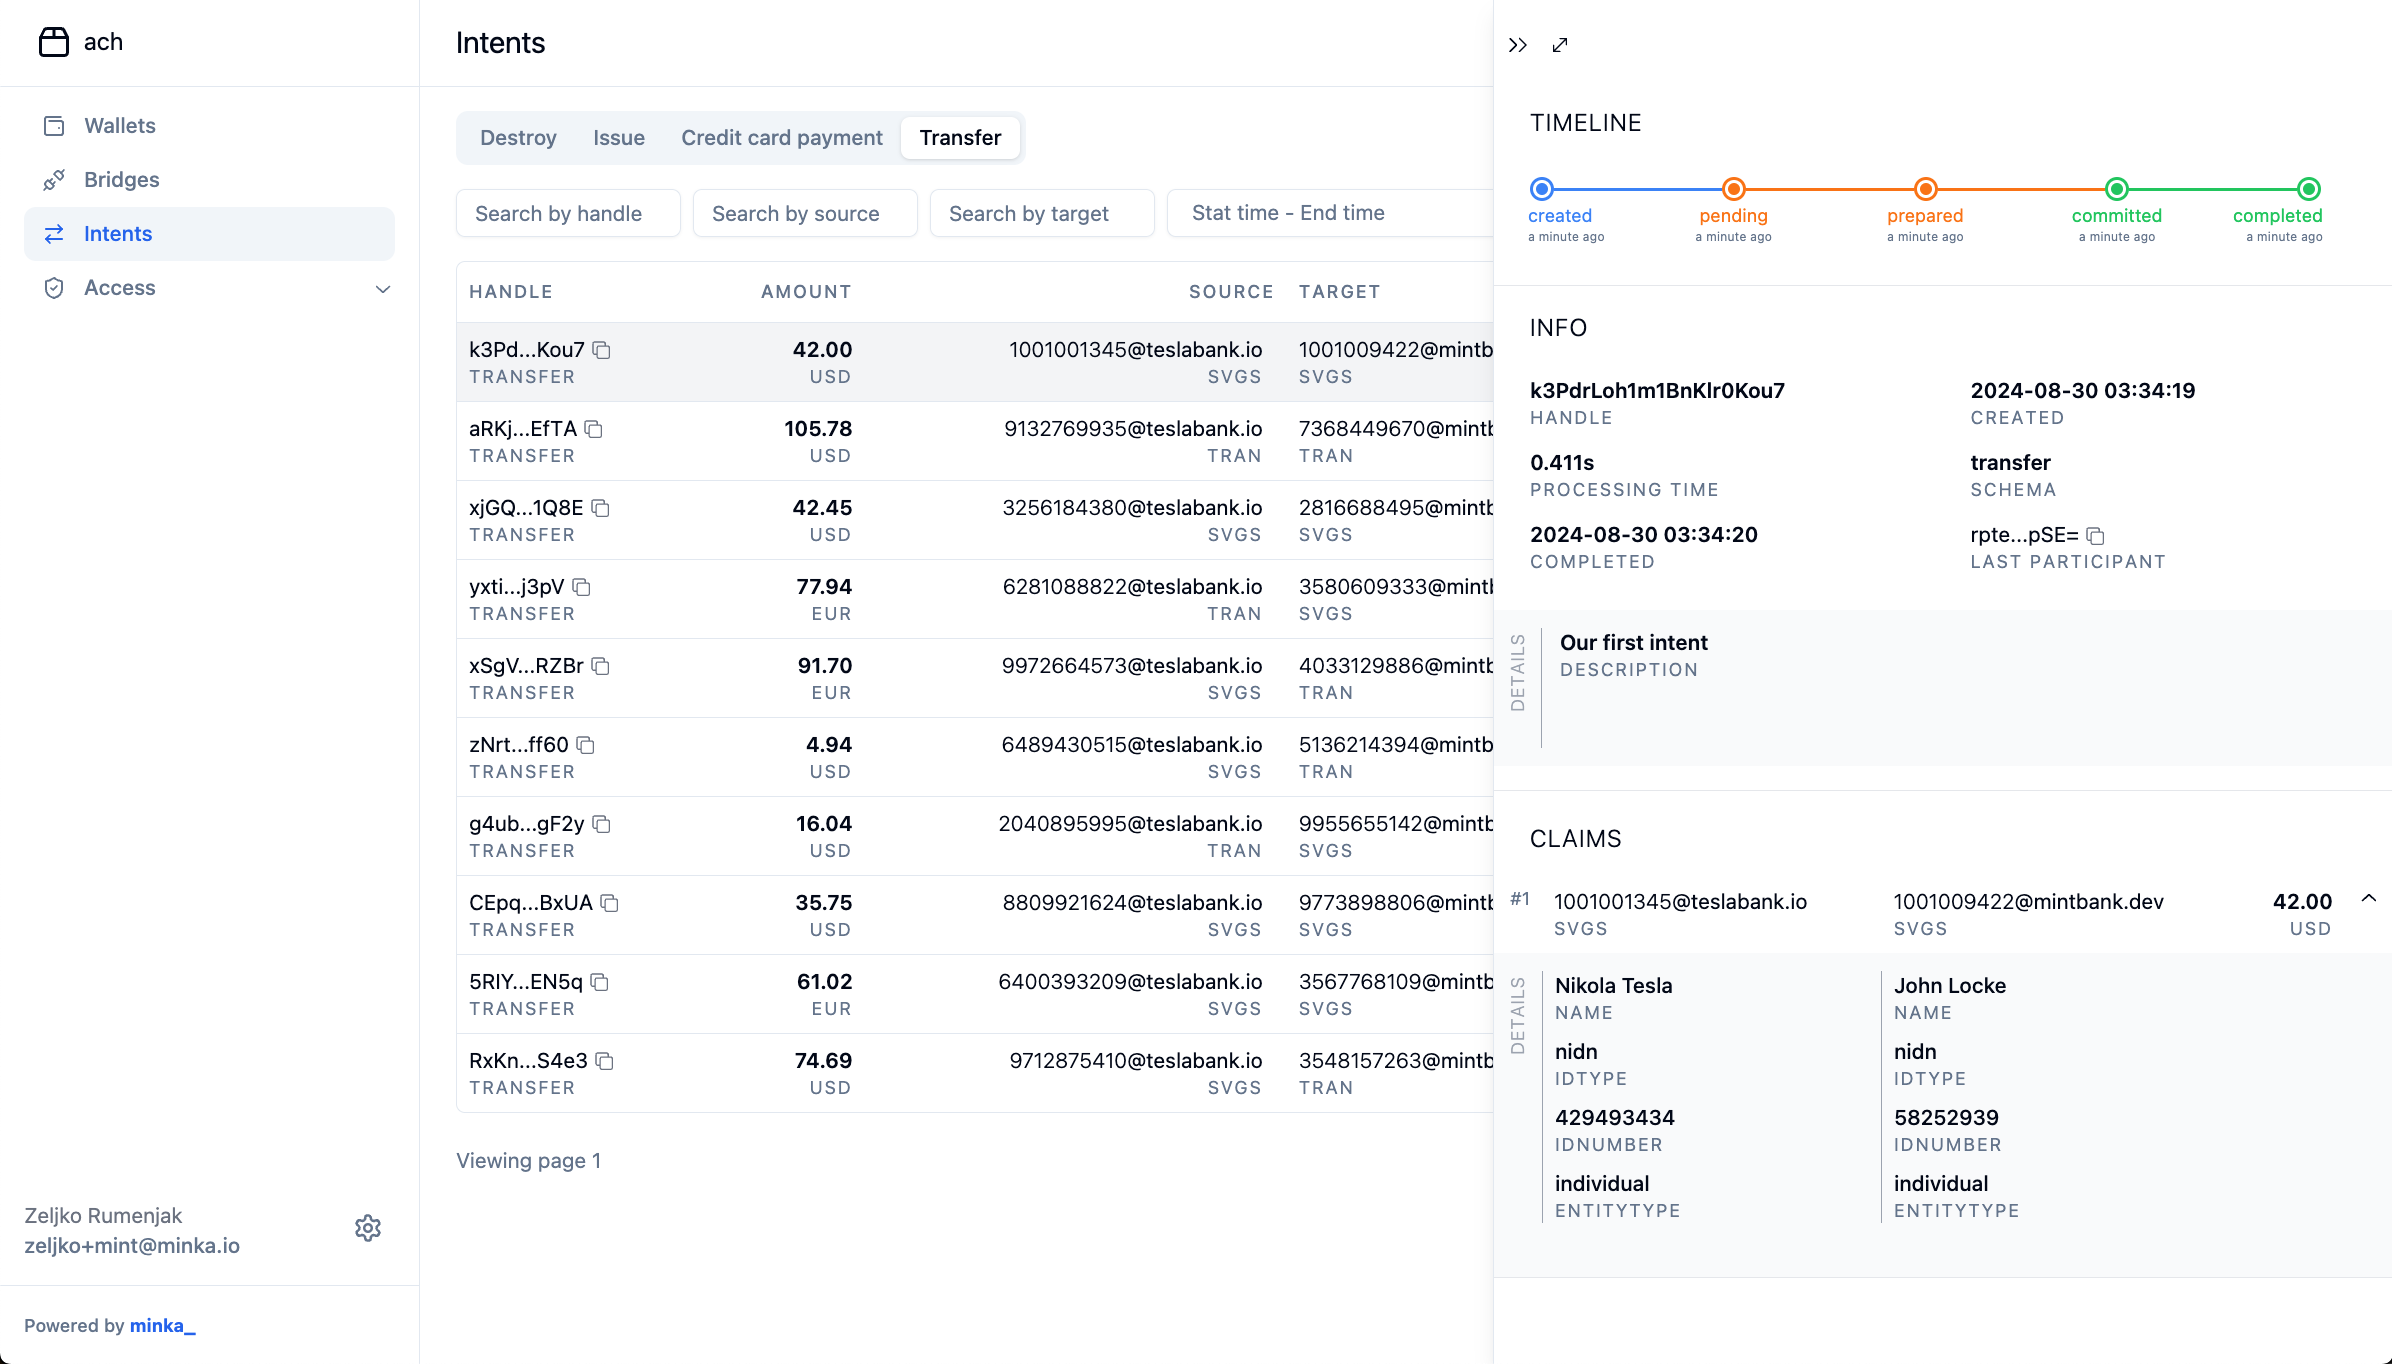 ach
Wallets
Bridges
Intents
Access
Zeljko Rumenjak
zeljko+mint@minka.io
Powered by minka_
Intents
Destroy Issue Credit card payment Transfer
Search by handle Search by source Search by target Stat time - End time
HANDLE AMOUNT SOURCE TARGET
k3Pd...Kou7 42.00 1001001345@teslabank.io 1001009422@mintb
TRANSFER USD SVGS SVGS
aRKj...EfTA 105.78 9132769935@teslabank.io 7368449670@mintb
TRANSFER USD TRAN TRAN
xjGQ...1Q8E 42.45 3256184380@teslabank.io 2816688495@mintb
TRANSFER USD SVGS SVGS
yxti...j3pV 77.94 6281088822@teslabank.io 3580609333@mintb
TRANSFER EUR TRAN SVGS
xSgV...RZBr 91.70 9972664573@teslabank.io 4033129886@mintb
TRANSFER EUR SVGS TRAN
zNrt...ff60 4.94 6489430515@teslabank.io 5136214394@mintb
TRANSFER USD SVGS TRAN
g4ub...gF2y 16.04 2040895995@teslabank.io 9955655142@mintb
TRANSFER USD TRAN SVGS
CEpq...BxUA 35.75 8809921624@teslabank.io 9773898806@mintb
TRANSFER USD SVGS SVGS
5RIY...EN5q 61.02 6400393209@teslabank.io 3567768109@mintb
TRANSFER EUR SVGS SVGS
RxKn...S4e3 74.69 9712875410@teslabank.io 3548157263@mintb
TRANSFER USD SVGS TRAN
Viewing page 1
TIMELINE
created pending prepared committed completed
a minute ago a minute ago a minute ago a minute ago a minute ago
INFO
k3PdrLoh1m1BnKlr0Kou7 2024-08-30 03:34:19
HANDLE CREATED
0.411s transfer
PROCESSING TIME SCHEMA
2024-08-30 03:34:20 rpte...pSE=
COMPLETED LAST PARTICIPANT
DETAILS
Our first intent
DESCRIPTION
CLAIMS
#1 1001001345@teslabank.io 1001009422@mintbank.dev 42.00
SVGS SVGS USD
DETAILS
Nikola Tesla John Locke
NAME NAME
nidn nidn
IDTYPE IDTYPE
429493434 58252939
IDNUMBER IDNUMBER
individual individual
ENTITYTYPE ENTITYTYPE